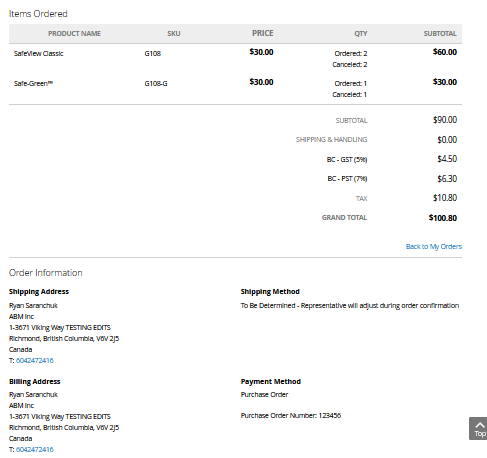 Items Ordered
PRODUCT NAME SKU PRICE QTY SUBTOTAL
SafeView Classic G108 $30.00 Ordered: 2 $60.00
Canceled: 2
Safe-Green™ G108-G $30.00 Ordered: 1 $30.00
Canceled: 1
SUBTOTAL $90.00
SHIPPING & HANDLING $0.00
BC - GST (5%) $4.50
BC - PST (7%) $6.30
TAX $10.80
GRAND TOTAL $100.80
Back to My Orders
Order Information
Shipping Address
Ryan Saranchuk
ABM Inc
1-3671 Viking Way TESTING EDITS
Richmond, British Columbia, V6V 2J5
Canada
T: 6042472416
Shipping Method
To Be Determined - Representative will adjust during order confirmation
Billing Address
Ryan Saranchuk
ABM Inc
1-3671 Viking Way TESTING EDITS
Richmond, British Columbia, V6V 2J5
Canada
T: 6042472416
Payment Method
Purchase Order
Purchase Order Number: 123456
Top